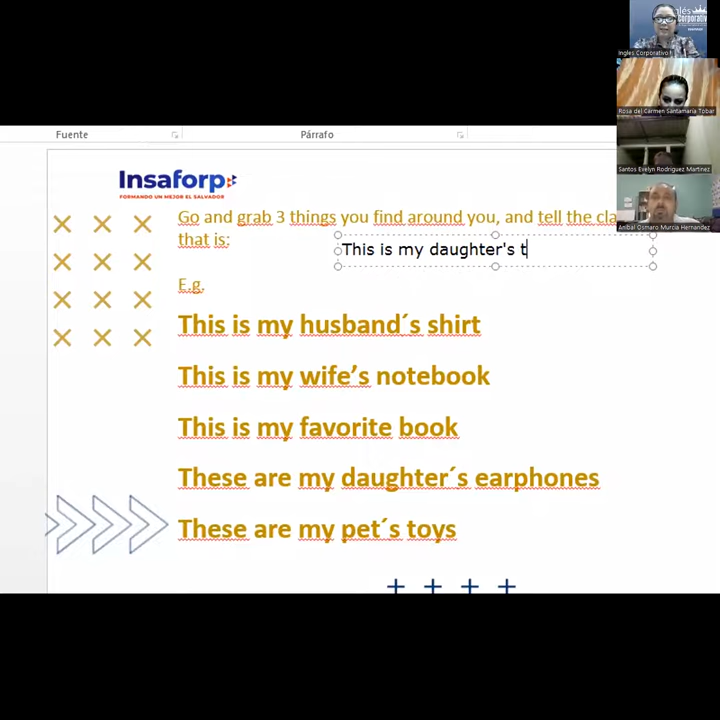 Fuente
Párrafo
Insaforp
FORMANDO UN MEJOR EL SALVADOR
Go and grab 3 things you find around you, and tell the cla
that is:
This is my daughter's t
E.g.
This is my husband´s shirt
This is my wife’s notebook
This is my favorite book
These are my daughter´s earphones
These are my pet´s toys
Ingles Corporativo
Rosa del Carmen Santamaría Tobar
Santos Evelyn Rodriguez Martinez
Anibal Osmaro Murcia Hernandez